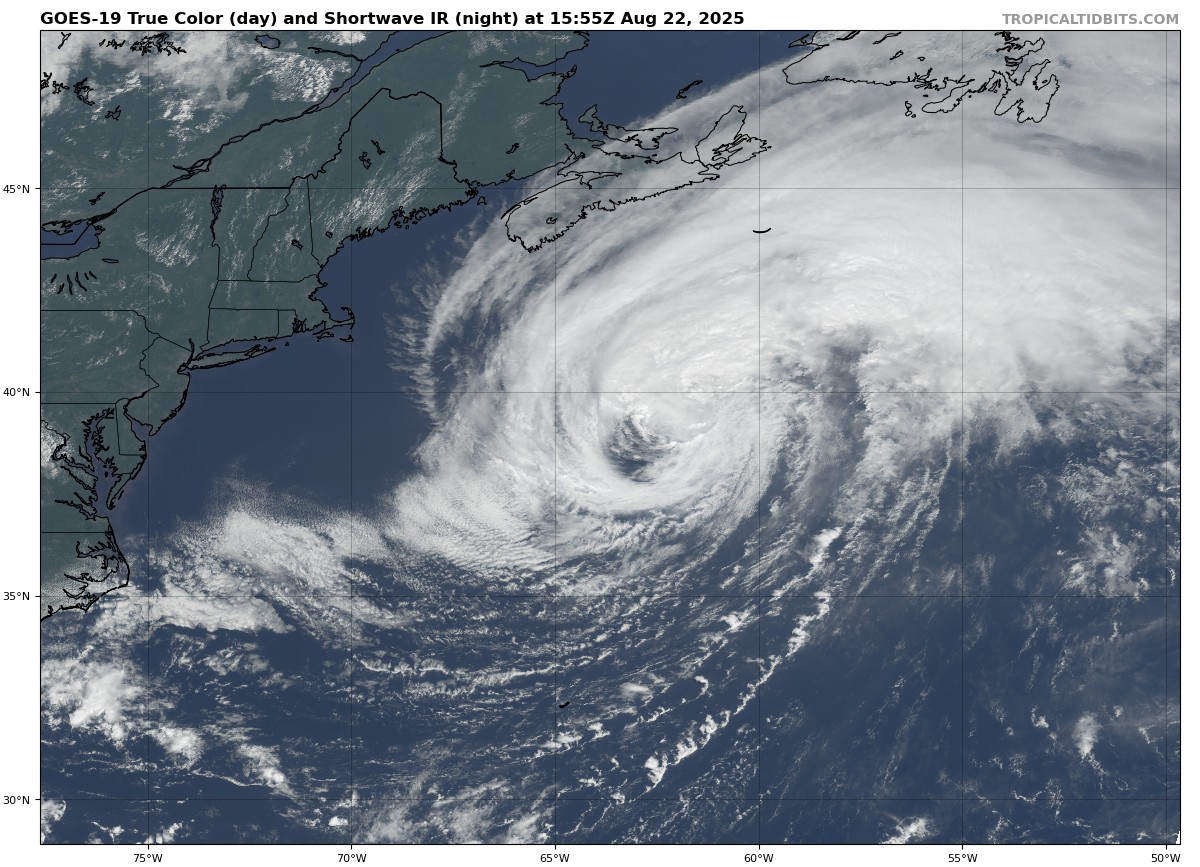 GOES-19 True Color (day) and Shortwave IR (night) at 15:55Z Aug 22, 2025
TROPICALTIDBITS.COM
45°N
40°N
35°N
30°N
75°W
70°W
65°W
60°W
55°W
50°W